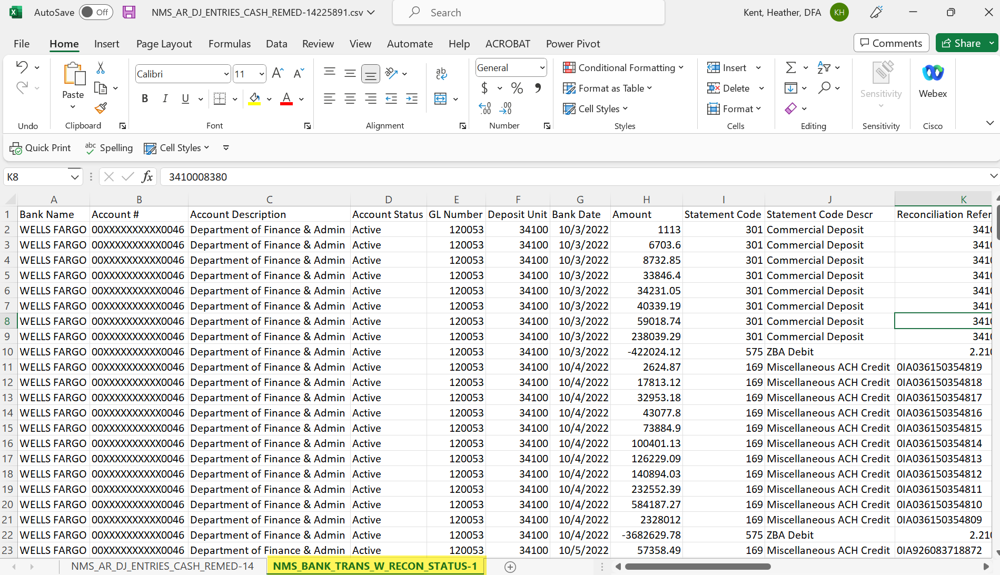 AutoSave Off NMS_AR_DJ_ENTRIES_CASH_REMED-14225891.csv Search Kent, Heather, DFA KH
File Home Insert Page Layout Formulas Data Review View Automate Help ACROBAT Power Pivot Comments Share
Paste Calibri 11 General Conditional Formatting Format as Table Cell Styles Insert Delete Format Sensitivity Webex
Undo Clipboard Font Alignment Number Styles Cells Editing Sensitivity Cisco
Quick Print Spelling Cell Styles
K8 fx 3410008380
A B C D E F G H I J K
1 Bank Name Account # Account Description Account Status GL Number Deposit Unit Bank Date Amount Statement Code Statement Code Descr Reconciliation Refer
2 WELLS FARGO 00XXXXXXXXXX0046 Department of Finance & Admin Active 120053 34100 10/3/2022 1113 301 Commercial Deposit 3410
3 WELLS FARGO 00XXXXXXXXXX0046 Department of Finance & Admin Active 120053 34100 10/3/2022 6703.6 301 Commercial Deposit 3410
4 WELLS FARGO 00XXXXXXXXXX0046 Department of Finance & Admin Active 120053 34100 10/3/2022 8732.85 301 Commercial Deposit 3410
5 WELLS FARGO 00XXXXXXXXXX0046 Department of Finance & Admin Active 120053 34100 10/3/2022 33846.4 301 Commercial Deposit 3410
6 WELLS FARGO 00XXXXXXXXXX0046 Department of Finance & Admin Active 120053 34100 10/3/2022 34231.05 301 Commercial Deposit 3410
7 WELLS FARGO 00XXXXXXXXXX0046 Department of Finance & Admin Active 120053 34100 10/3/2022 40339.19 301 Commercial Deposit 3410
8 WELLS FARGO 00XXXXXXXXXX0046 Department of Finance & Admin Active 120053 34100 10/3/2022 59018.74 301 Commercial Deposit 3410
9 WELLS FARGO 00XXXXXXXXXX0046 Department of Finance & Admin Active 120053 34100 10/3/2022 238039.29 301 Commercial Deposit 3410
10 WELLS FARGO 00XXXXXXXXXX0046 Department of Finance & Admin Active 120053 34100 10/3/2022 -422024.12 575 ZBA Debit 2.210
11 WELLS FARGO 00XXXXXXXXXX0046 Department of Finance & Admin Active 120053 34100 10/4/2022 2624.87 169 Miscellaneous ACH Credit 0IA036150354819
12 WELLS FARGO 00XXXXXXXXXX0046 Department of Finance & Admin Active 120053 34100 10/4/2022 17813.12 169 Miscellaneous ACH Credit 0IA036150354818
13 WELLS FARGO 00XXXXXXXXXX0046 Department of Finance & Admin Active 120053 34100 10/4/2022 32953.18 169 Miscellaneous ACH Credit 0IA036150354817
14 WELLS FARGO 00XXXXXXXXXX0046 Department of Finance & Admin Active 120053 34100 10/4/2022 43077.8 169 Miscellaneous ACH Credit 0IA036150354816
15 WELLS FARGO 00XXXXXXXXXX0046 Department of Finance & Admin Active 120053 34100 10/4/2022 73884.9 169 Miscellaneous ACH Credit 0IA036150354815
16 WELLS FARGO 00XXXXXXXXXX0046 Department of Finance & Admin Active 120053 34100 10/4/2022 100401.13 169 Miscellaneous ACH Credit 0IA036150354814
17 WELLS FARGO 00XXXXXXXXXX0046 Department of Finance & Admin Active 120053 34100 10/4/2022 126229.09 169 Miscellaneous ACH Credit 0IA036150354813
18 WELLS FARGO 00XXXXXXXXXX0046 Department of Finance & Admin Active 120053 34100 10/4/2022 140894.03 169 Miscellaneous ACH Credit 0IA036150354812
19 WELLS FARGO 00XXXXXXXXXX0046 Department of Finance & Admin Active 120053 34100 10/4/2022 232552.39 169 Miscellaneous ACH Credit 0IA036150354811
20 WELLS FARGO 00XXXXXXXXXX0046 Department of Finance & Admin Active 120053 34100 10/4/2022 584187.27 169 Miscellaneous ACH Credit 0IA036150354810
21 WELLS FARGO 00XXXXXXXXXX0046 Department of Finance & Admin Active 120053 34100 10/4/2022 2328012 169 Miscellaneous ACH Credit 0IA036150354809
22 WELLS FARGO 00XXXXXXXXXX0046 Department of Finance & Admin Active 120053 34100 10/4/2022 -3682629.78 575 ZBA Debit 2.210
23 WELLS FARGO 00XXXXXXXXXX0046 Department of Finance & Admin Active 120053 34100 10/5/2022 57358.49 169 Miscellaneous ACH Credit 0IA926083718872
NMS_AR_DJ_ENTRIES_CASH_REMED-14 NMS_BANK_TRANS_W_RECON_STATUS-1